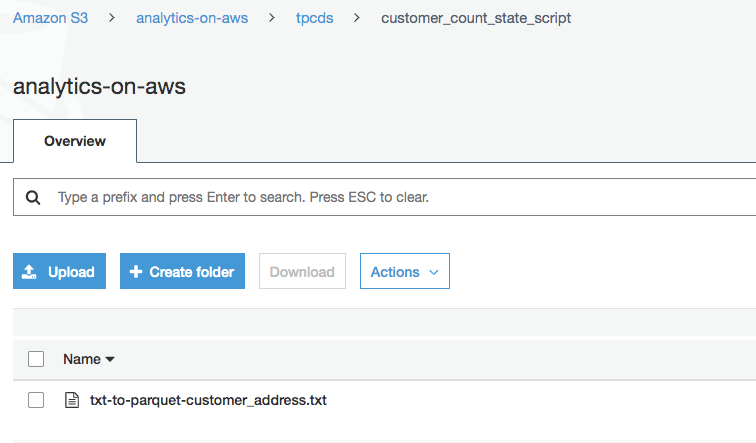 Amazon S3 > analytics-on-aws > tpcds > customer_count_state_script
analytics-on-aws
Overview
Type a prefix and press Enter to search. Press ESC to clear.
Upload + Create folder Download Actions
Name
txt-to-parquet-customer_address.txt